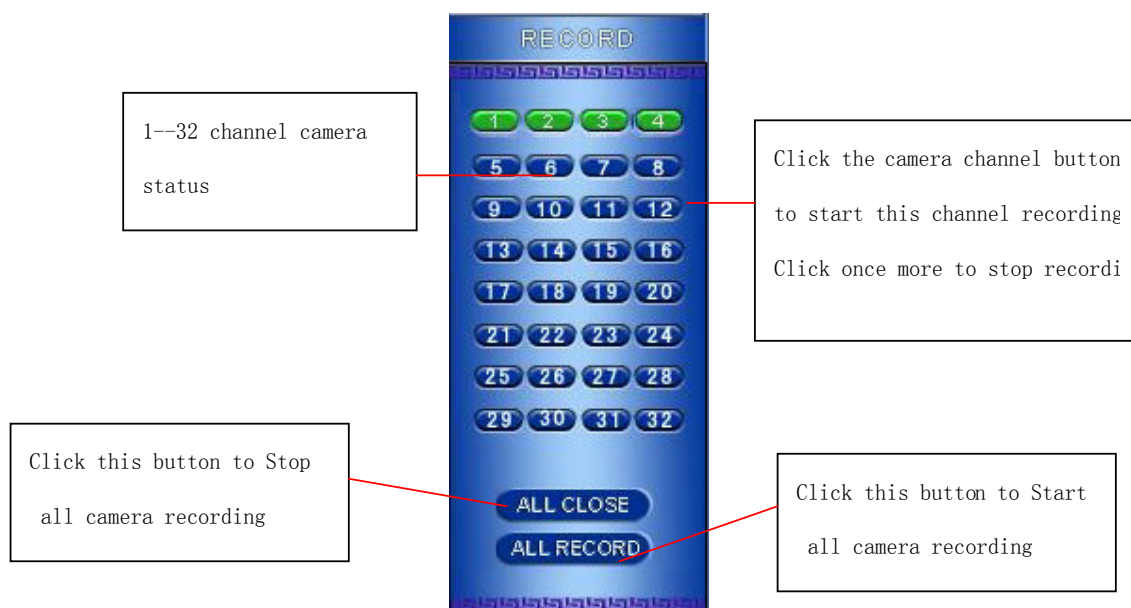 RECORD
1--32 channel camera
status
1 2 3 4
5 6 7 8
9 10 11 12
13 14 15 16
17 18 19 20
21 22 23 24
25 26 27 28
29 30 31 32
Click the camera channel button
to start this channel recording
Click once more to stop recordi
Click this button to Stop
all camera recording
ALL CLOSE
ALL RECORD
Click this button to Start
all camera recording